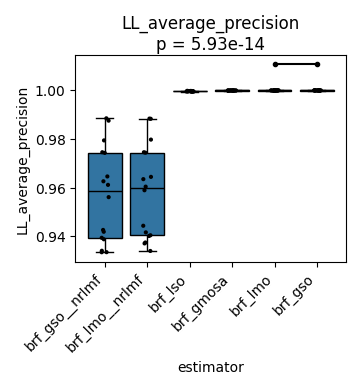 LL_average_precision
p = 5.93e-14
LL_average_precision
1.00
0.98
0.96
0.94
brf_gso__nrlmf
brf_lmo__nrlmf
brf_lso
brf_gmosa
brf_lmo
brf_gso
estimator